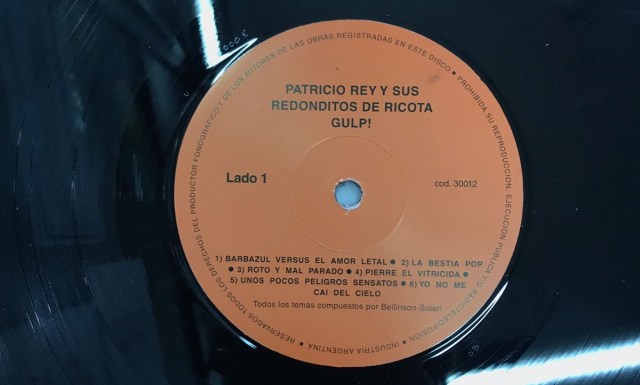 PATRICIO REY Y SUS
REDONDITOS DE RICOTA
GULP!
Lado 1
cod. 30012
1) BARBAZUL VERSUS EL AMOR LETAL ● 2) LA BESTIA POP
● 3) ROTO Y MAL PARADO ● 4) PIERRE EL VITRICIDA ●
5) UNOS POCOS PELIGROS SENSATOS ● 6) YO NO ME
CAI DEL CIELO
Todos los temas compuestos por Beilinson-Solari
RESERVADOS TODOS LOS DERECHOS DEL PRODUCTOR FONOGRAFICO Y DE LOS AUTORES DE LAS OBRAS REGISTRADAS EN ESTE DISCO ● PROHIBIDA SU REPRODUCCION, EJECUCION PUBLICA Y/O RADIOTELEDIFUSION ● INDUSTRIA ARGENTINA ●